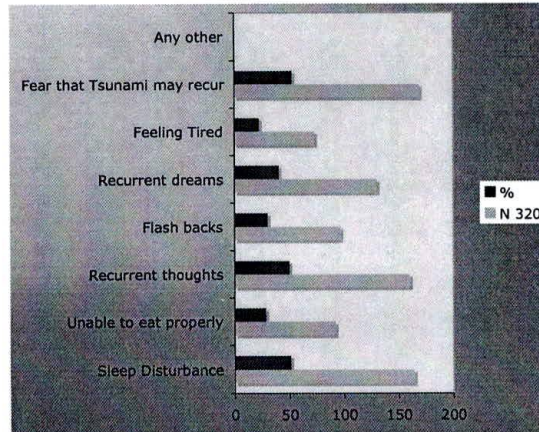 Any other
Fear that Tsunami may recur
Feeling Tired
Recurrent dreams
Flash backs
Recurrent thoughts
Unable to eat properly
Sleep Disturbance
0 50 100 150 200
%
N 320